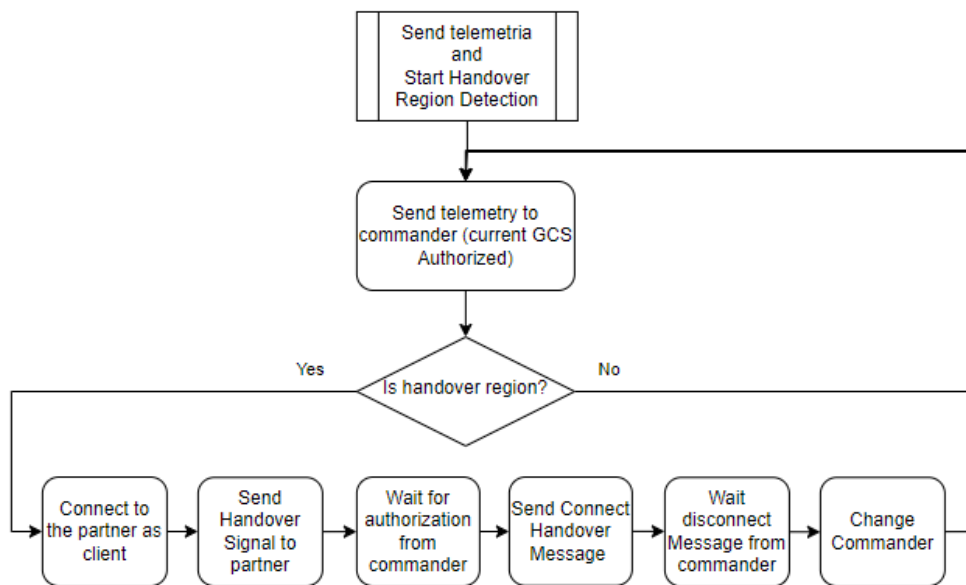 Send telemetria
and
Start Handover
Region Detection
Send telemetry to
commander (current GCS
Authorized)
Yes
Is handover region?
No
Connect to
the partner as
client
Send
Handover
Signal to
partner
Wait for
authorization
from
commander
Send Connect
Handover
Message
Wait
disconnect
Message from
commander
Change
Commander